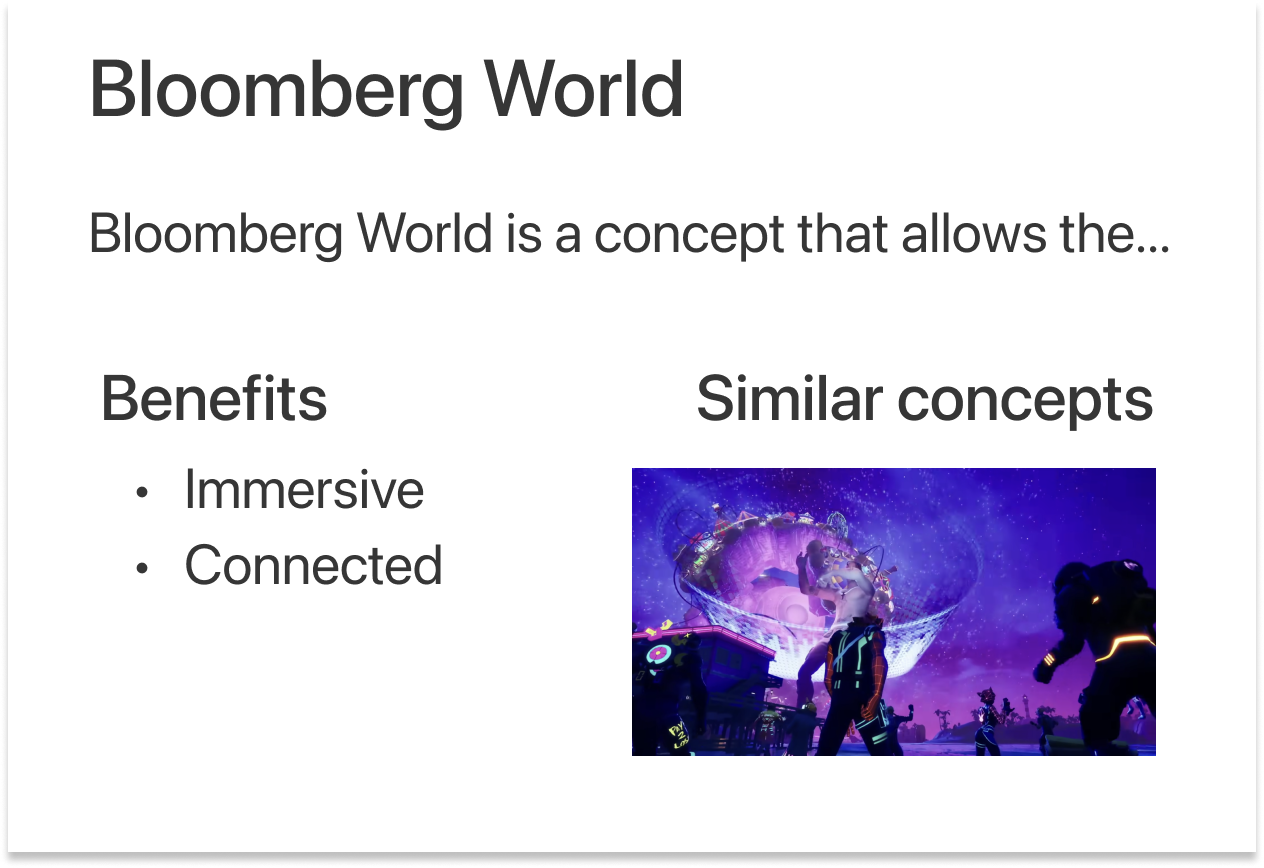 Bloomberg World
Bloomberg World is a concept that allows the...
Benefits
• Immersive
• Connected
Similar concepts